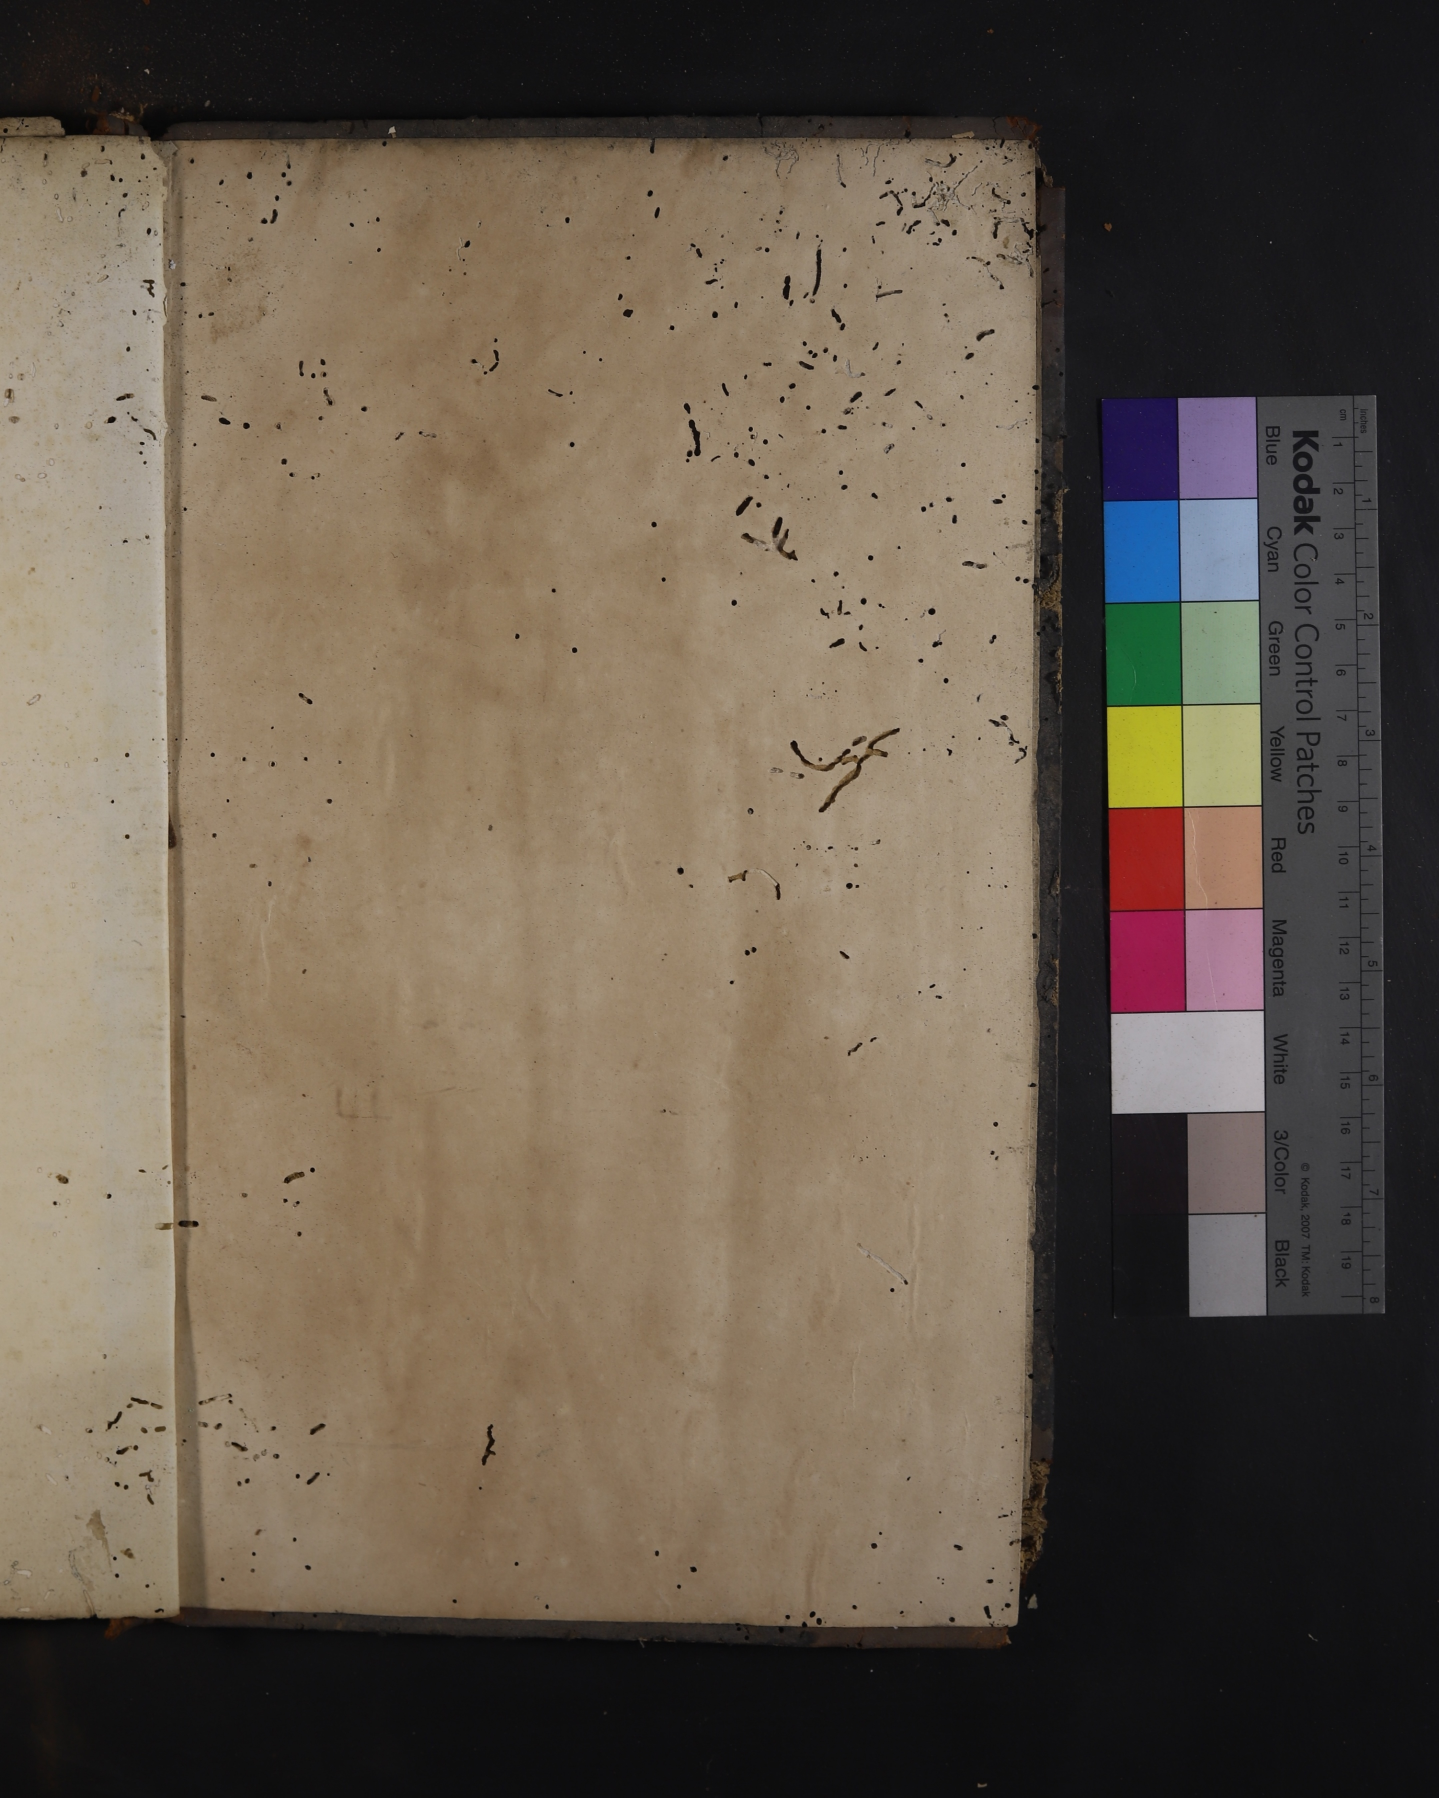 Kodak Color Control Patches
Blue Cyan Green Yellow Red Magenta White 3/Color Black
© Kodak, 2007 TM: Kodak
cm 1 2 3 4 5 6 7 8 9 10 11 12 13 14 15 16 17 18 19
Inches 1 2 3 4 5 6 7 8